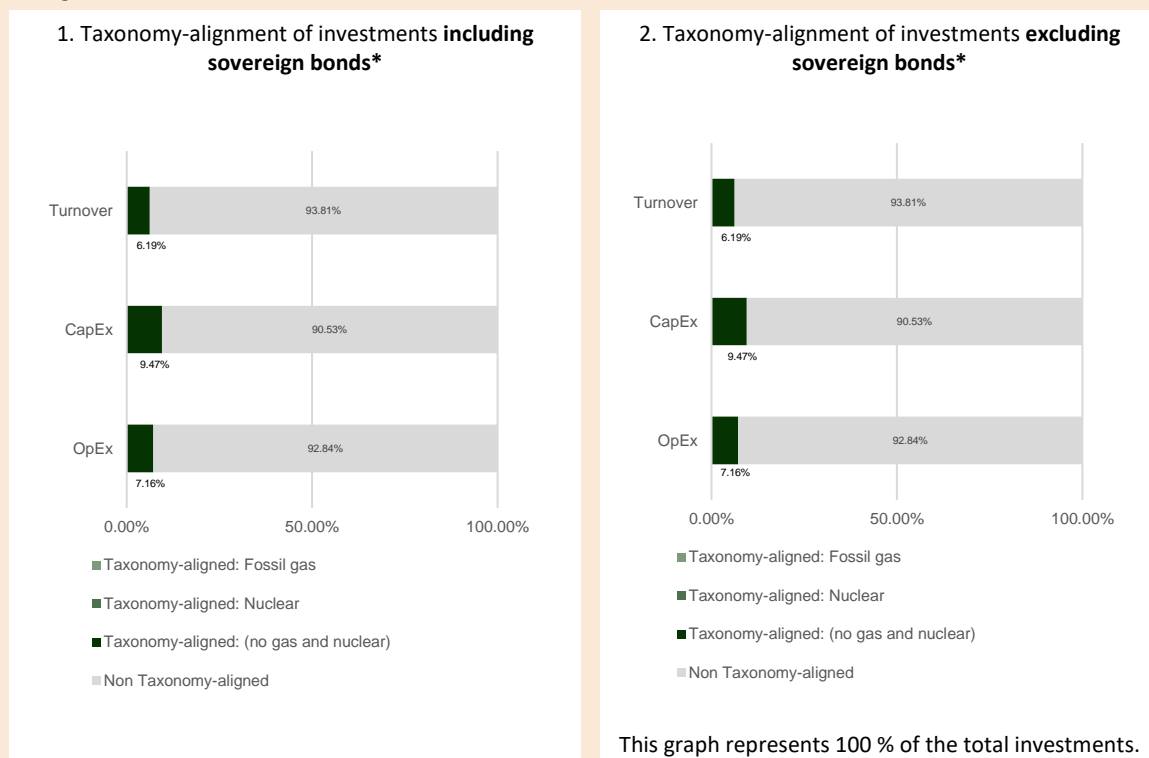 1. Taxonomy-alignment of investments including
sovereign bonds*
Turnover
93.81%
6.19%
CapEx
90.53%
9.47%
OpEx
92.84%
7.16%
0.00% 50.00% 100.00%
Taxonomy-aligned: Fossil gas
Taxonomy-aligned: Nuclear
Taxonomy-aligned: (no gas and nuclear)
Non Taxonomy-aligned
2. Taxonomy-alignment of investments excluding
sovereign bonds*
Turnover
93.81%
6.19%
CapEx
90.53%
9.47%
OpEx
92.84%
7.16%
0.00% 50.00% 100.00%
Taxonomy-aligned: Fossil gas
Taxonomy-aligned: Nuclear
Taxonomy-aligned: (no gas and nuclear)
Non Taxonomy-aligned
This graph represents 100 % of the total investments.